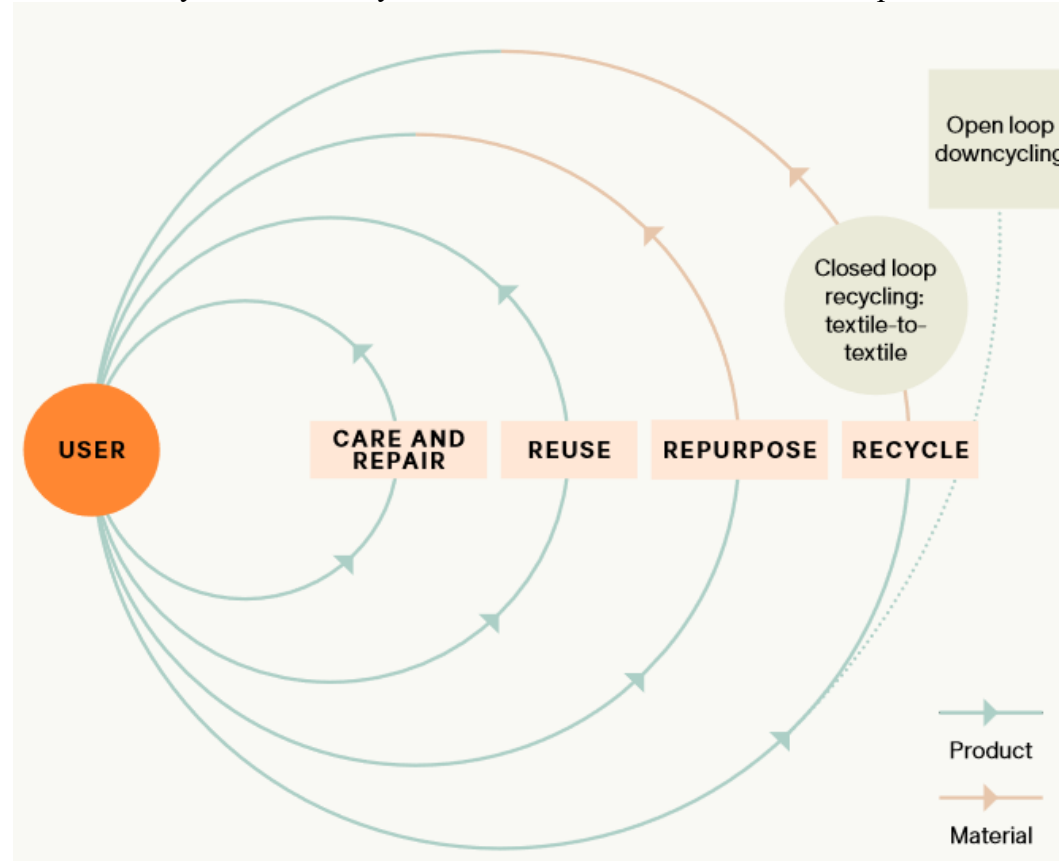 Open loop
downcycling
Closed loop
recycling:
textile-to-
textile
USER
CARE AND
REPAIR
REUSE
REPURPOSE
RECYCLE
Product
Material